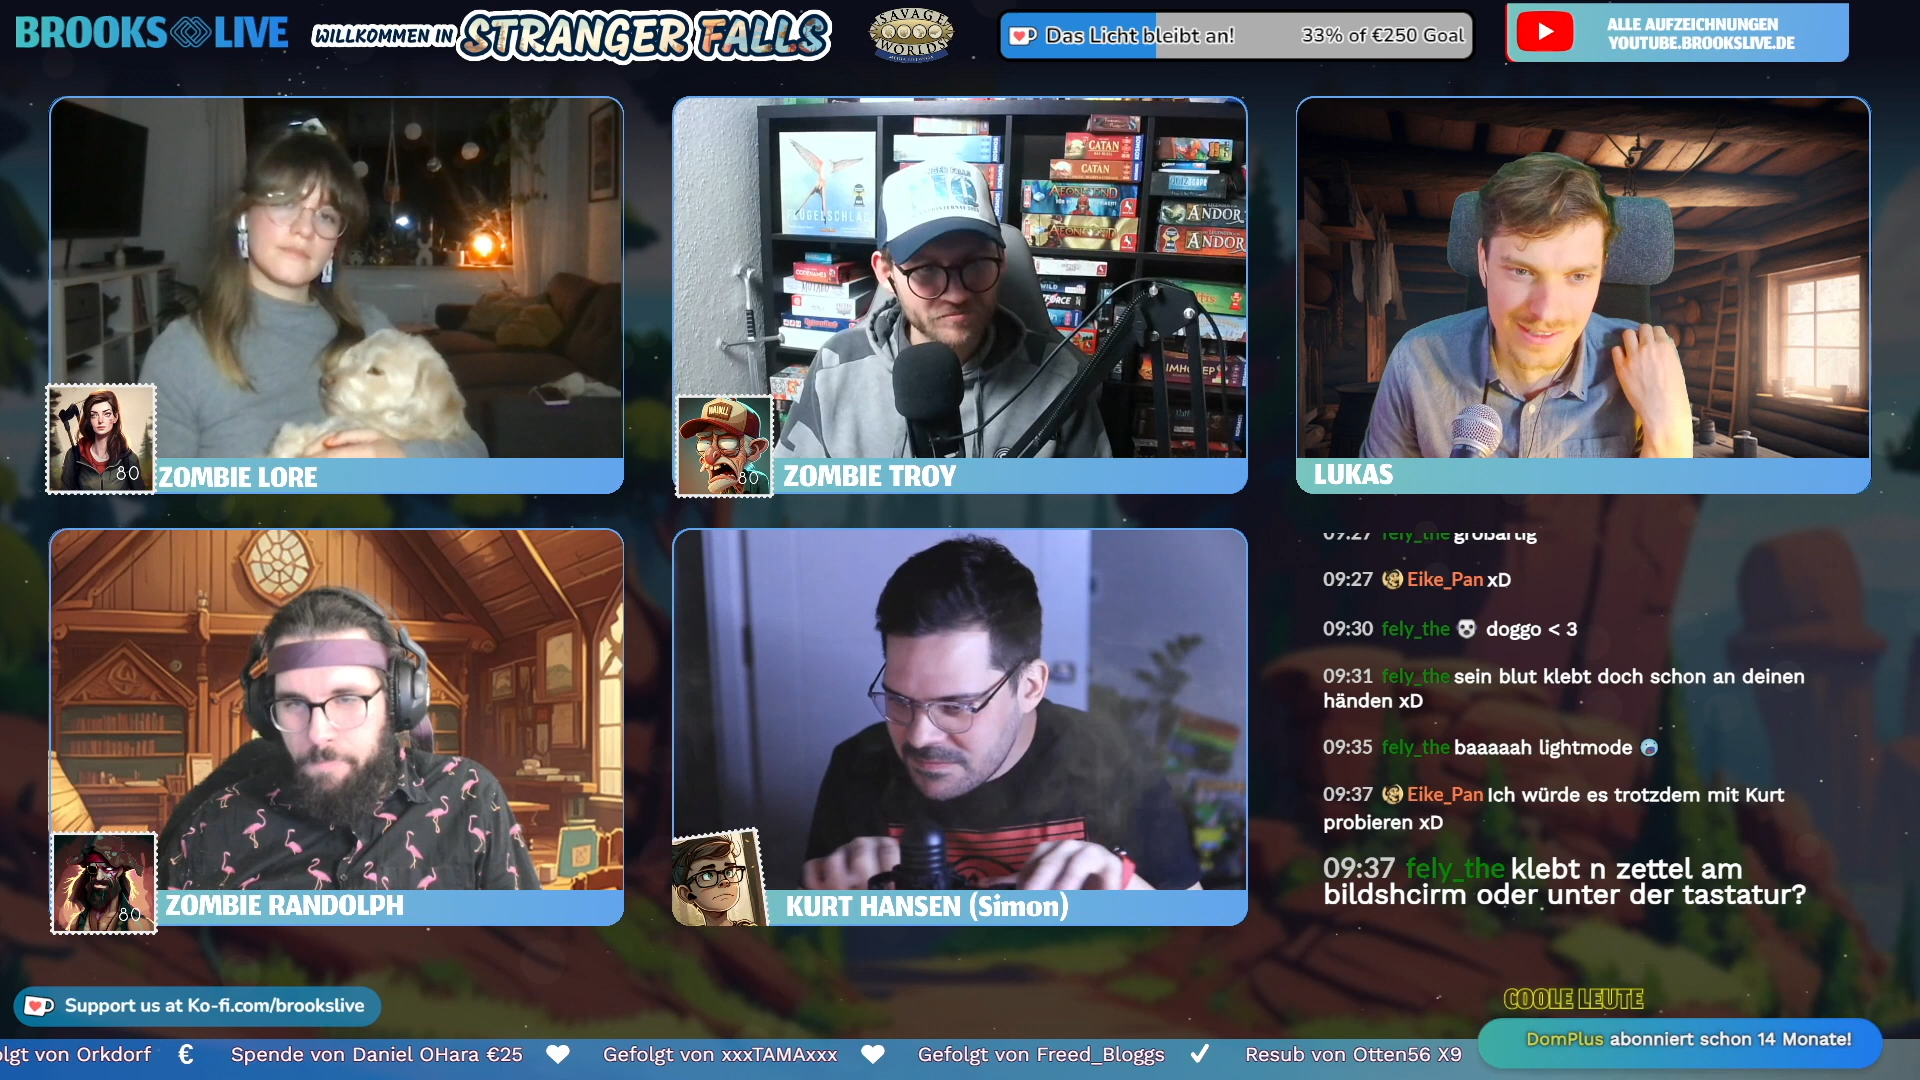 BROOKS LIVE
WILLKOMMEN IN STRANGER FALLS
SAVAGE WORLDS
Das Licht bleibt an! 33% of €250 Goal
ALLE AUFZEICHNUNGEN
YOUTUBE.BROOKSLIVE.DE
CATAN
CATAN
ANDOR
ANDOR
80
ZOMBIE LORE
80
ZOMBIE TROY
LUKAS
09:27 fely_the großartig
09:27 Eike_Pan xD
09:30 fely_the doggo < 3
09:31 fely_the sein blut klebt doch schon an deinen
händen xD
09:35 fely_the baaaaah lightmode
09:37 Eike_Pan Ich würde es trotzdem mit Kurt
probieren xD
09:37 fely_the klebt n zettel am
bildshcirm oder unter der tastatur?
80
ZOMBIE RANDOLPH
KURT HANSEN (Simon)
Support us at Ko-fi.com/brookslive
COOLE LEUTE
DomPlus abonniert schon 14 Monate!
olgt von Orkdorf € Spende von Daniel OHara €25 Gefolgt von xxxTAMAxxx Gefolgt von Freed_Bloggs Resub von Otten56 X9